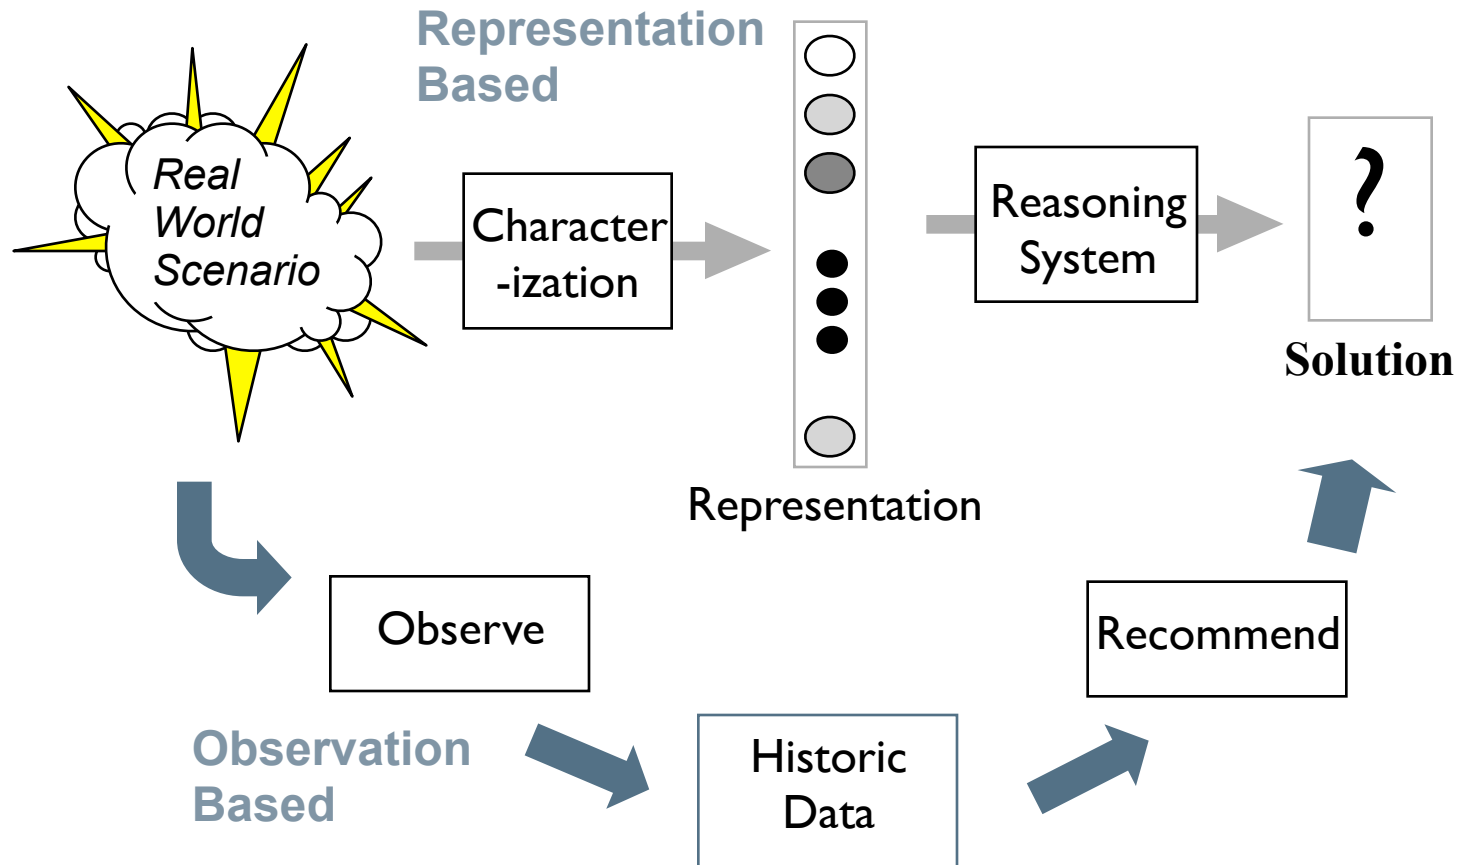 Representation
Based
Real
World
Scenario
Character
-ization
Representation
Reasoning
System
?
Solution
Observe
Observation
Based
Historic
Data
Recommend